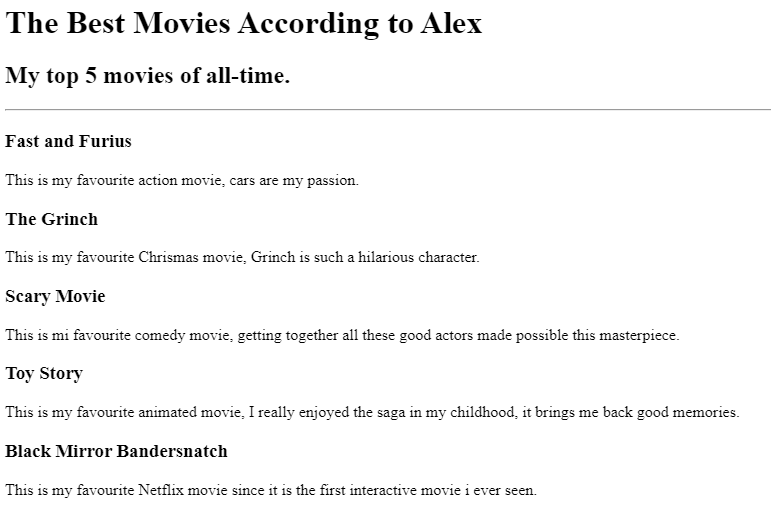 The Best Movies According to Alex
My top 5 movies of all-time.
Fast and Furius
This is my favourite action movie, cars are my passion.
The Grinch
This is my favourite Chrismas movie, Grinch is such a hilarious character.
Scary Movie
This is mi favourite comedy movie, getting together all these good actors made possible this masterpiece.
Toy Story
This is my favourite animated movie, I really enjoyed the saga in my childhood, it brings me back good memories.
Black Mirror Bandersnatch
This is my favourite Netflix movie since it is the first interactive movie i ever seen.